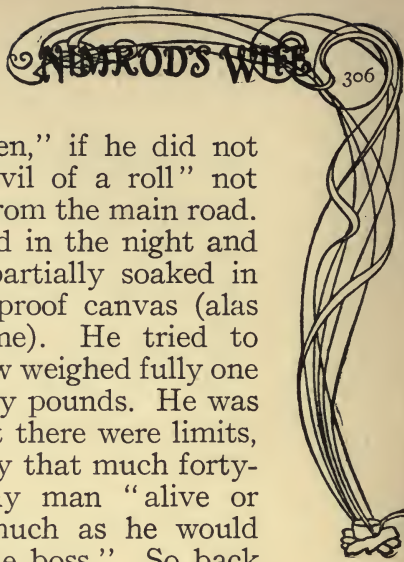 NIMROD'S WIFE
306
en," if he did not
vil of a roll" not
rom the main road.
d in the night and
partially soaked in
proof canvas (alas
ne). He tried to
w weighed fully one
y pounds. He was
t there were limits,
y that much forty-
y man "alive or
much as he would
e boss." So back